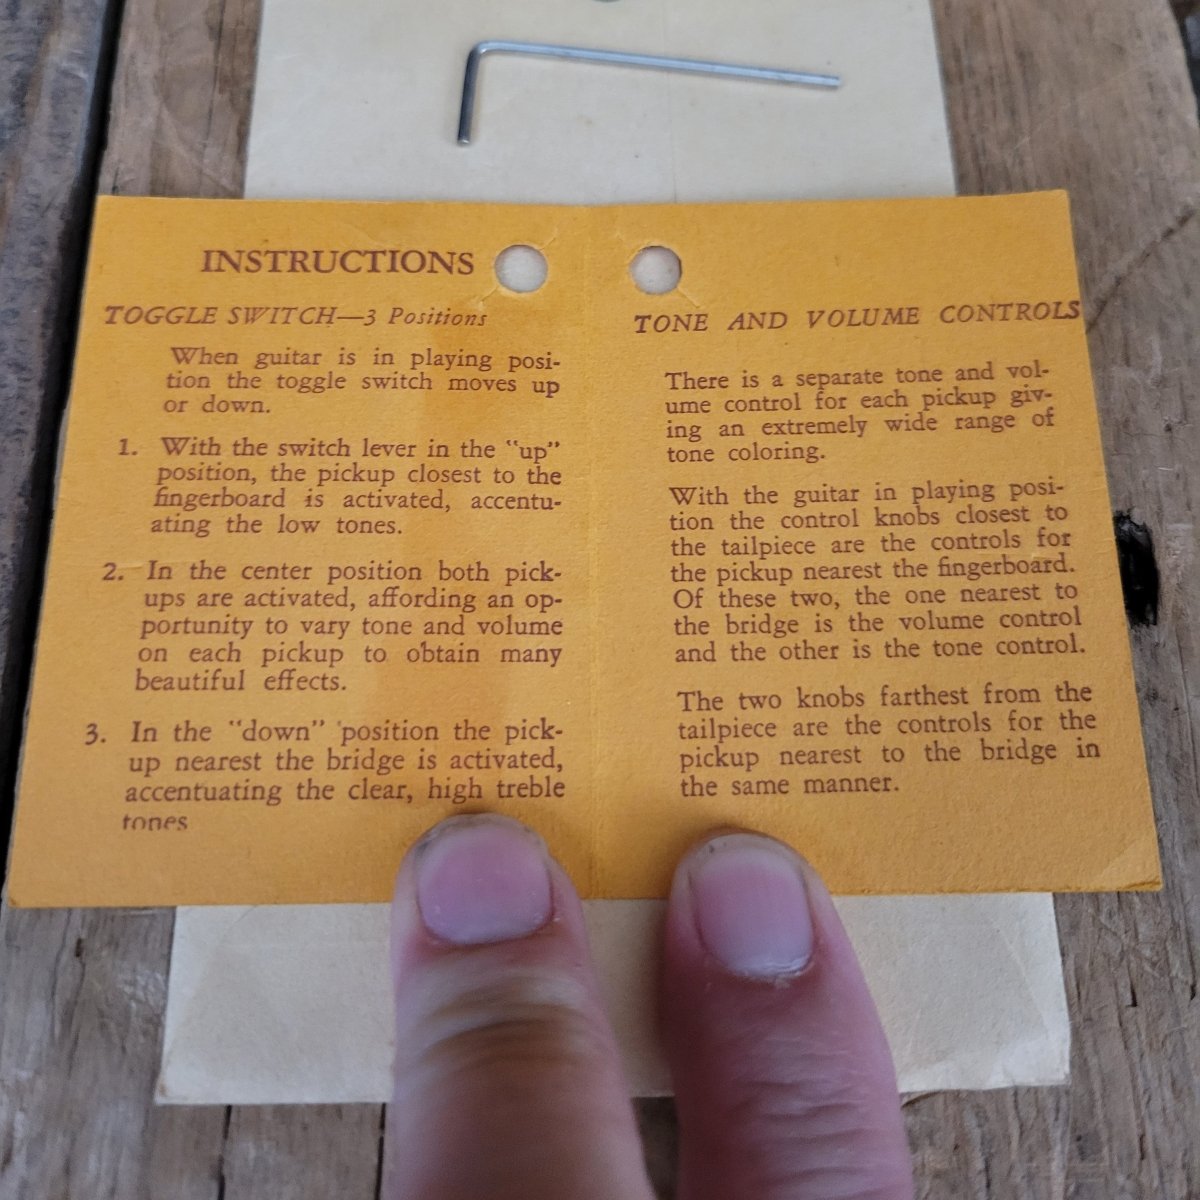 INSTRUCTIONS
TOGGLE SWITCH—3 Positions
When guitar is in playing posi-
tion the toggle switch moves up
or down.
1. With the switch lever in the "up"
position, the pickup closest to the
fingerboard is activated, accentu-
ating the low tones.
2. In the center position both pick-
ups are activated, affording an op-
portunity to vary tone and volume
on each pickup to obtain many
beautiful effects.
3. In the "down" position the pick-
up nearest the bridge is activated,
accentuating the clear, high treble
tones
TONE AND VOLUME CONTROLS
There is a separate tone and vol-
ume control for each pickup giv-
ing an extremely wide range of
tone coloring.
With the guitar in playing posi-
tion the control knobs closest to
the tailpiece are the controls for
the pickup nearest the fingerboard.
Of these two, the one nearest to
the bridge is the volume control
and the other is the tone control.
The two knobs farthest from the
tailpiece are the controls for the
pickup nearest to the bridge in
the same manner.